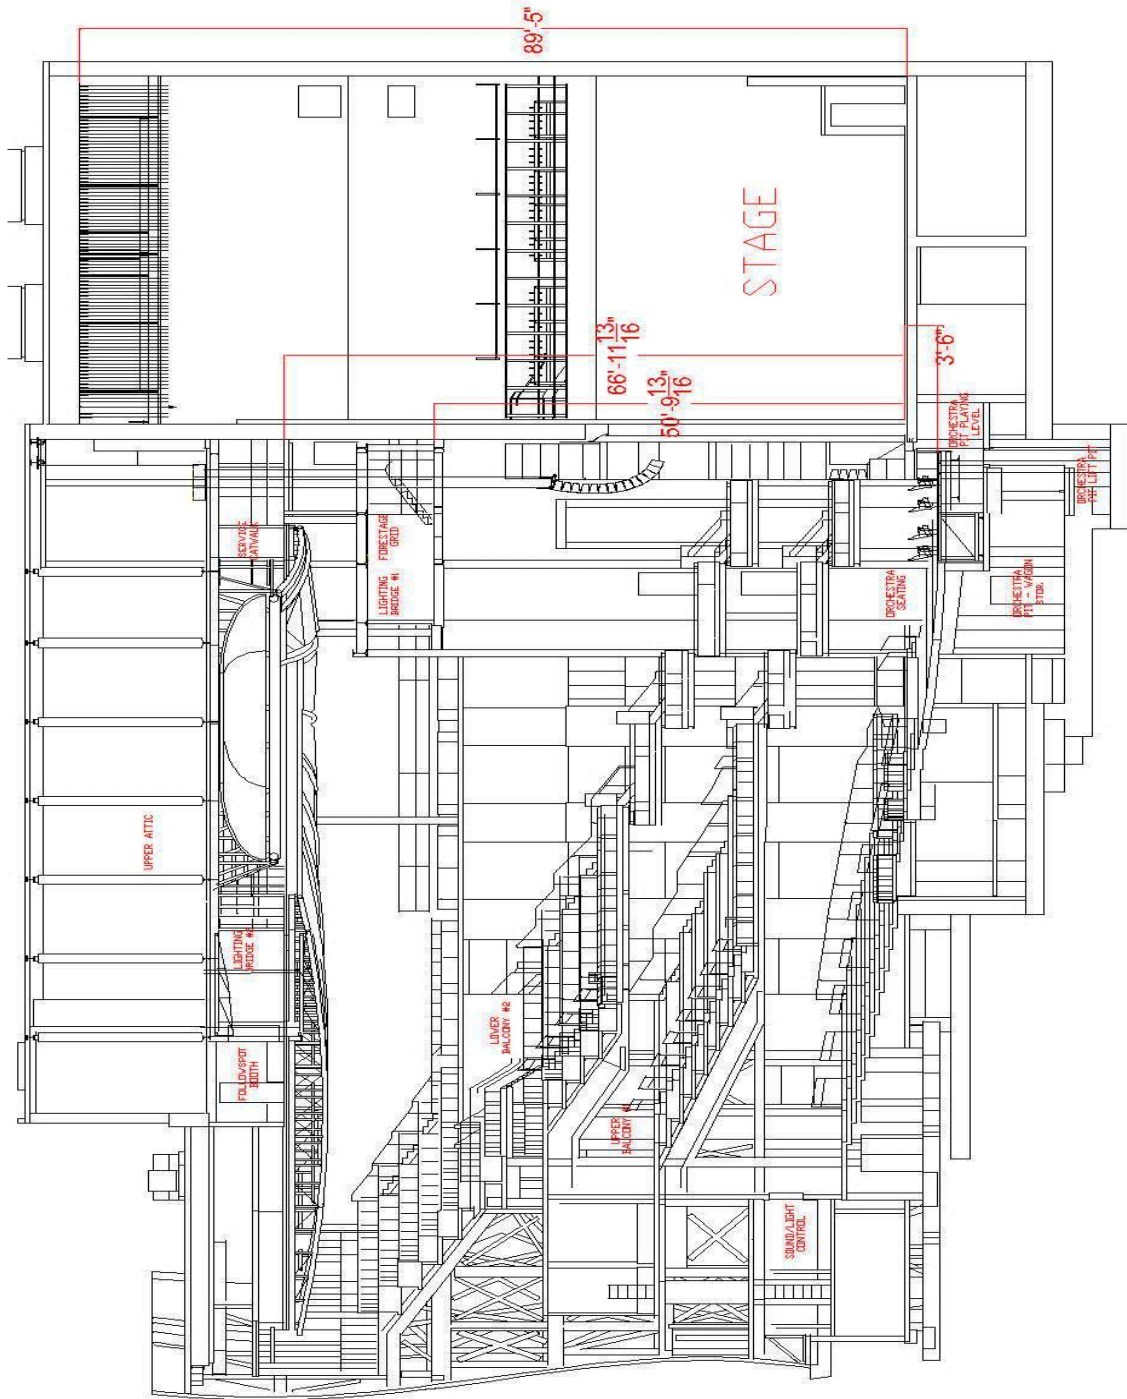 89'-5"
STAGE
66'-11 13/16"
50'-9 13/16"
3'-6"
ORCHESTRA
PIT PLAYING
LEVEL
ORCHESTRA
PIT LIFT PIT
SERVICE
CATWALK
FORESTAGE
GRID
LIGHTING
BRIDGE #1
ORCHESTRA
SEATING
ORCHESTRA
PIT - WAGON
STOR.
UPPER ATTIC
LIGHTING
BRIDGE
FOLLOWSPOT
BOOTH
LOWER
BALCONY #2
UPPER
BALCONY
SOUND/LIGHT
CONTROL